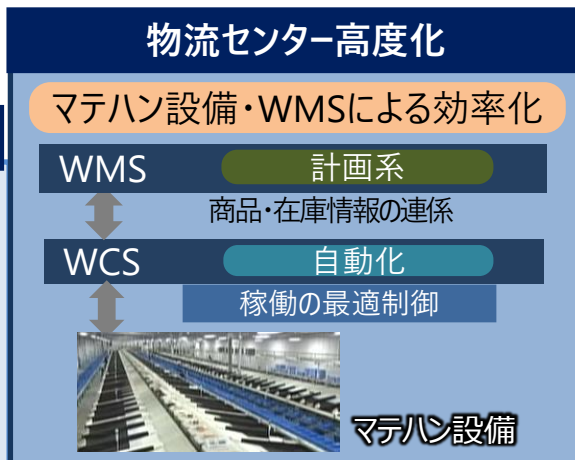 物流センター高度化
マテハン設備・WMSによる効率化
WMS 計画系
商品・在庫情報の連係
WCS 自動化
稼働の最適制御
マテハン設備